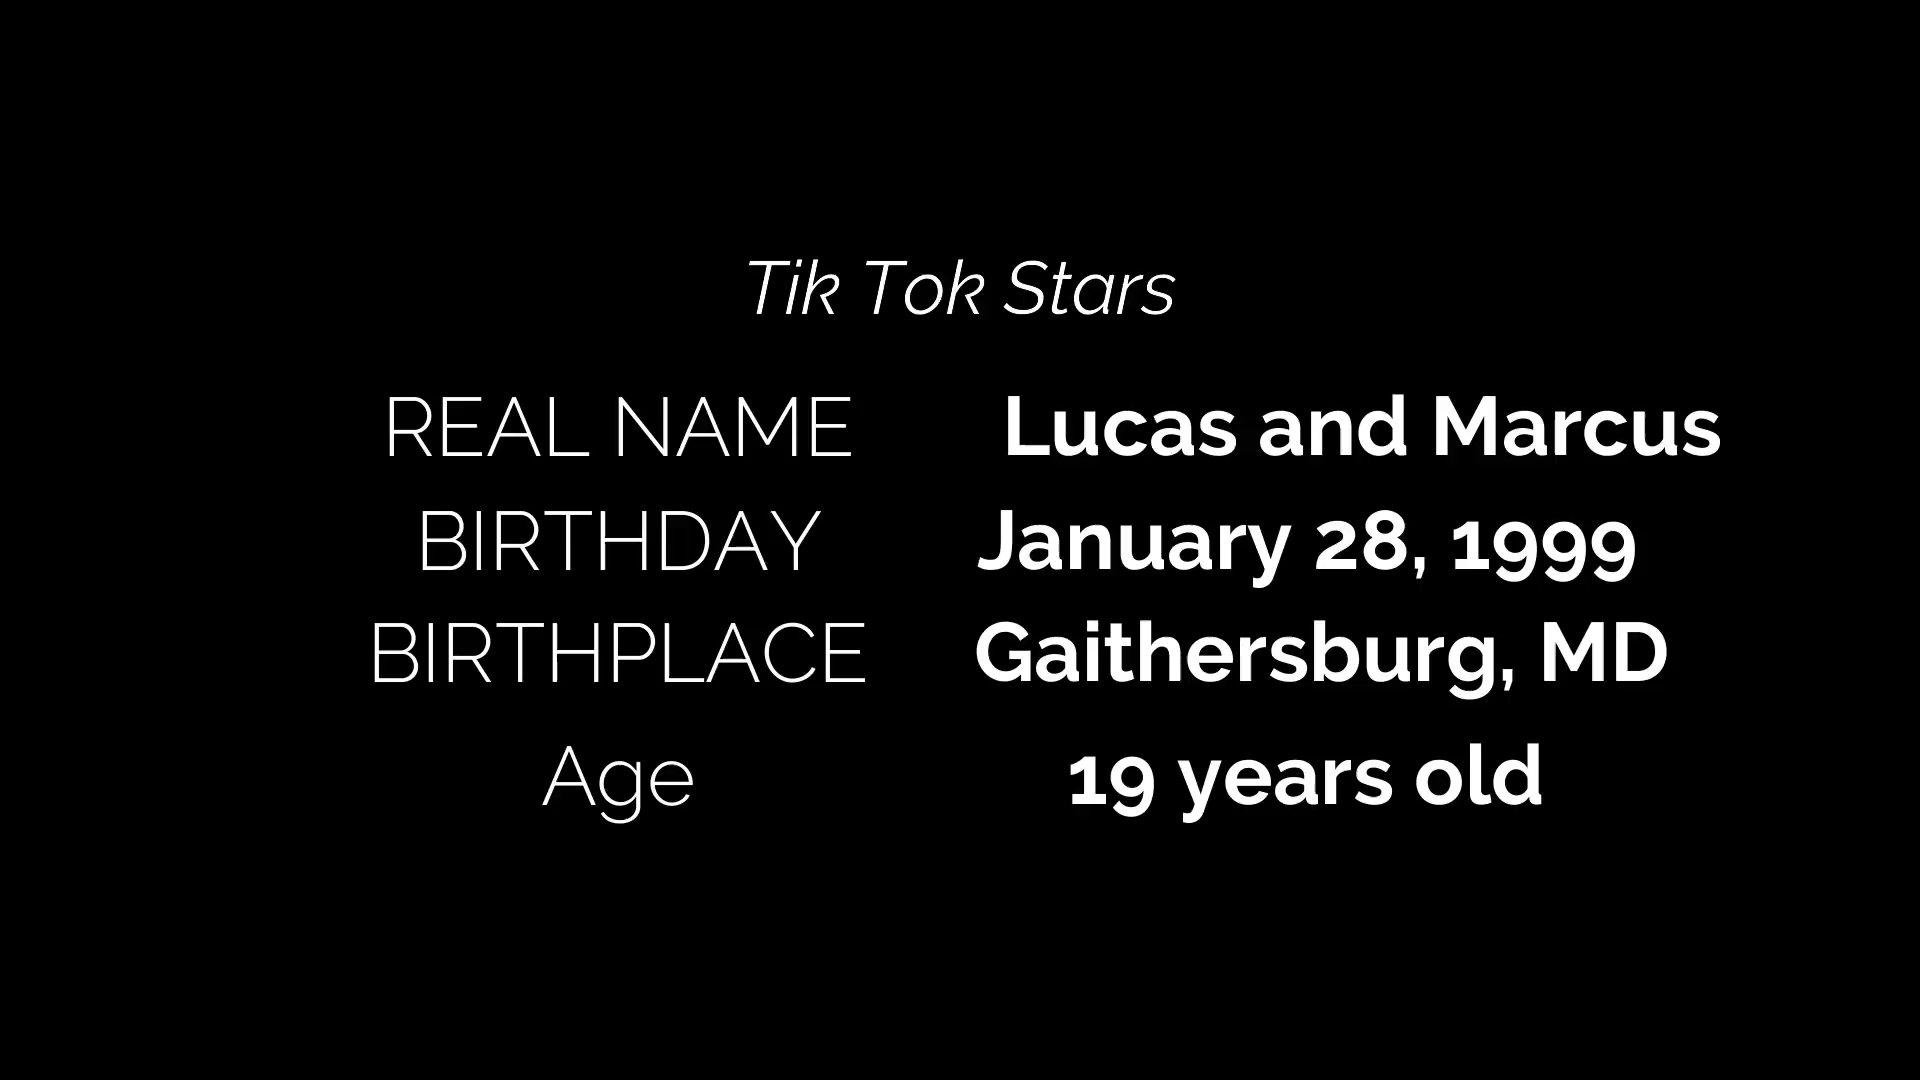 Tik Tok Stars
REAL NAME Lucas and Marcus
BIRTHDAY January 28, 1999
BIRTHPLACE Gaithersburg, MD
Age 19 years old